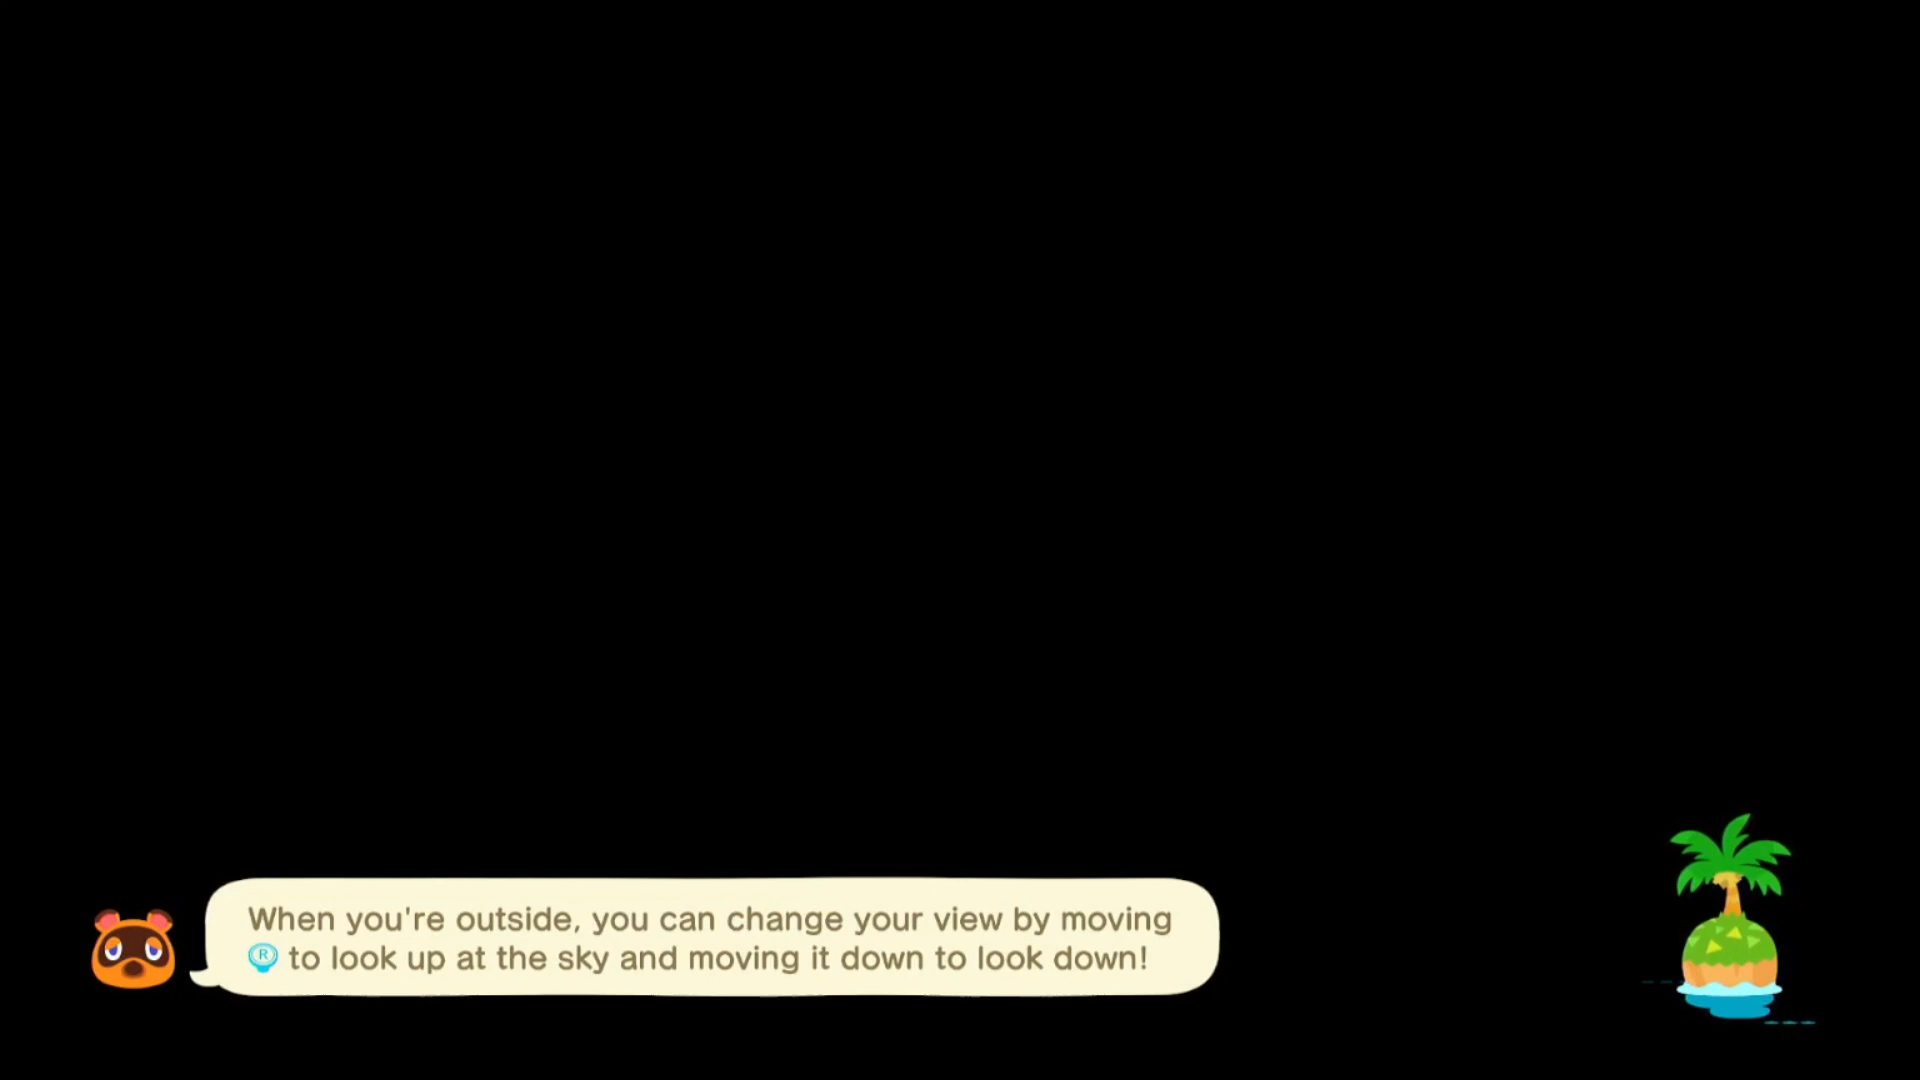 When you're outside, you can change your view by moving
R to look up at the sky and moving it down to look down!